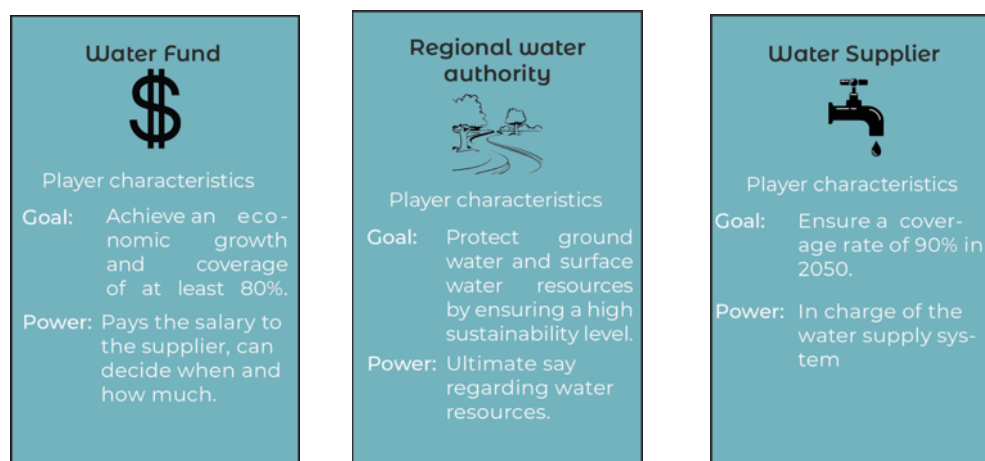 Water Fund
$
Player characteristics
Goal: Achieve an eco-
nomic growth
and coverage
of at least 80%.
Power: Pays the salary to
the supplier, can
decide when and
how much.
Regional water
authority
Player characteristics
Goal: Protect ground
water and surface
water resources
by ensuring a high
sustainability level.
Power: Ultimate say
regarding water
resources.
Water Supplier
Player characteristics
Goal: Ensure a cover-
age rate of 90% in
2050.
Power: In charge of the
water supply sys-
tem